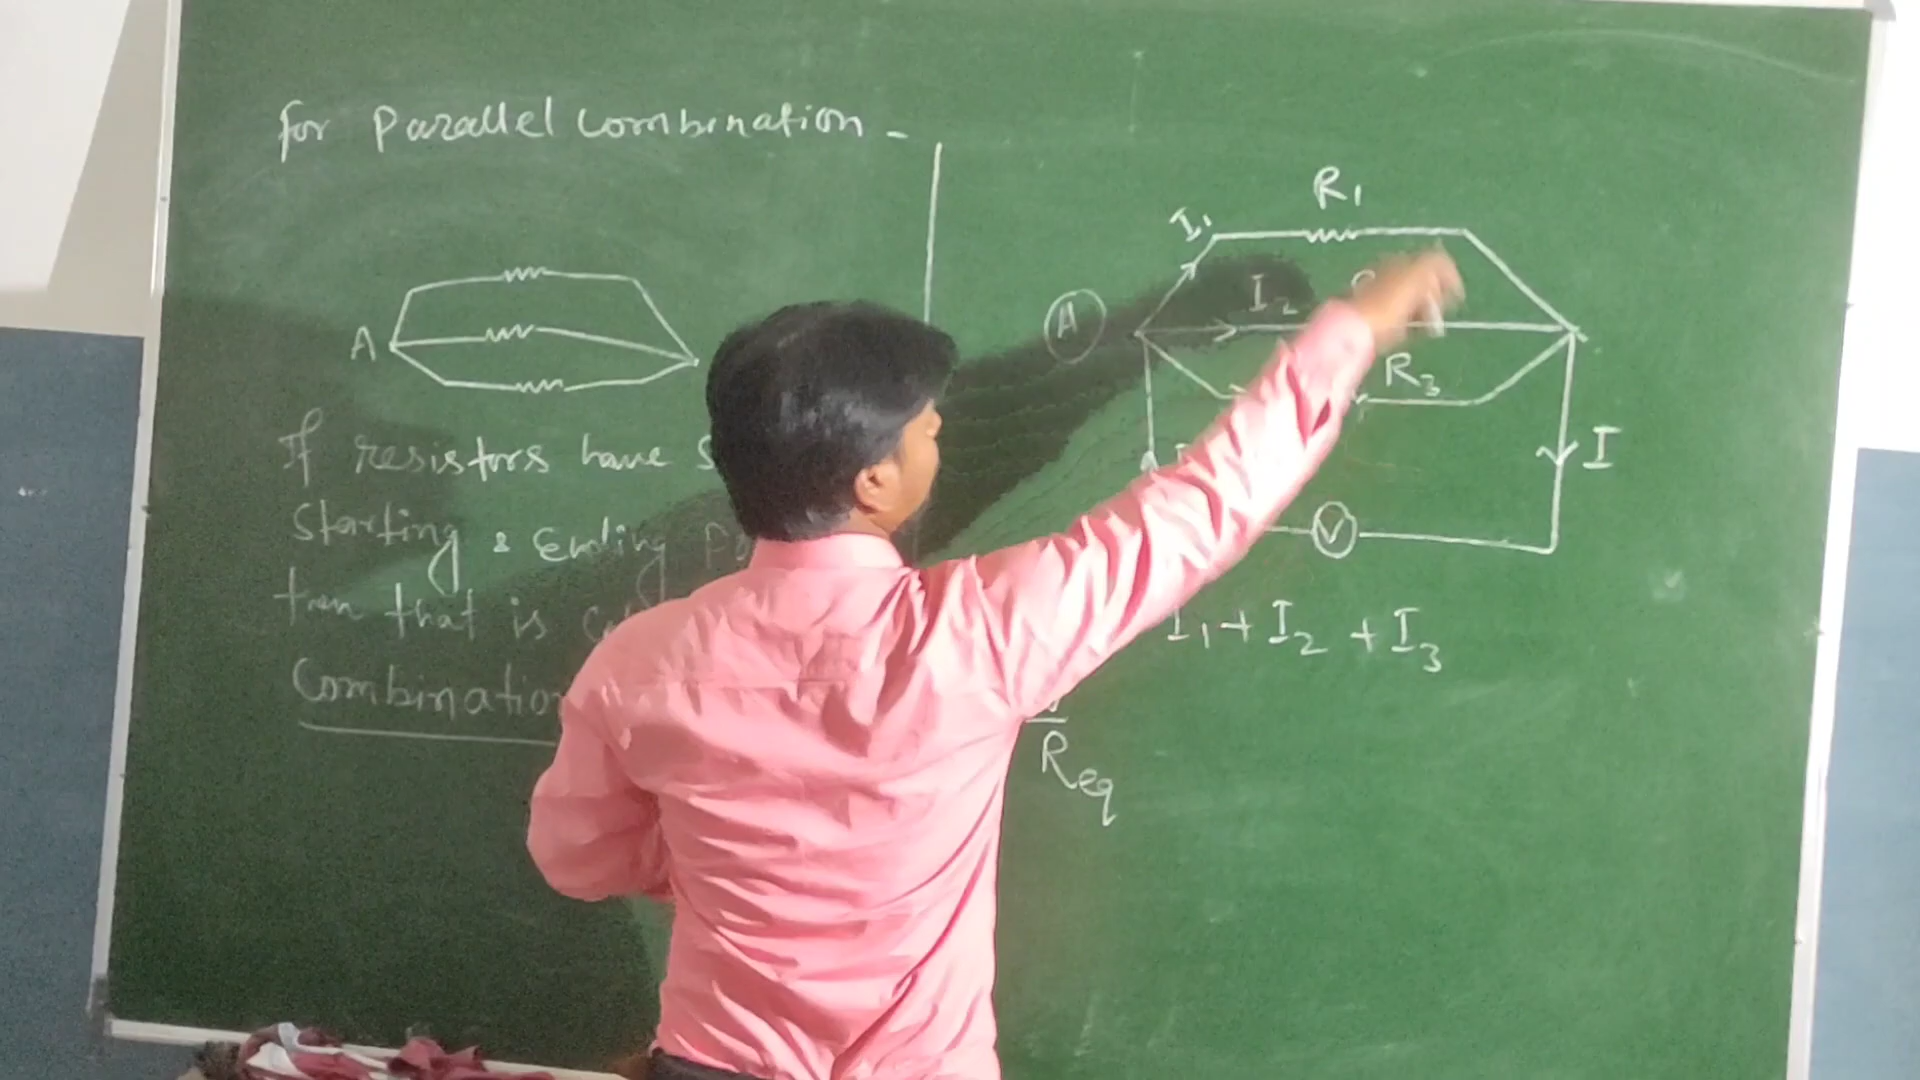 for Parallel Combination -
A
If resistors have
Starting & Ending
then that is
Combination
R1
I1
A
I2
R3
I
V
I1 + I2 + I3
Req